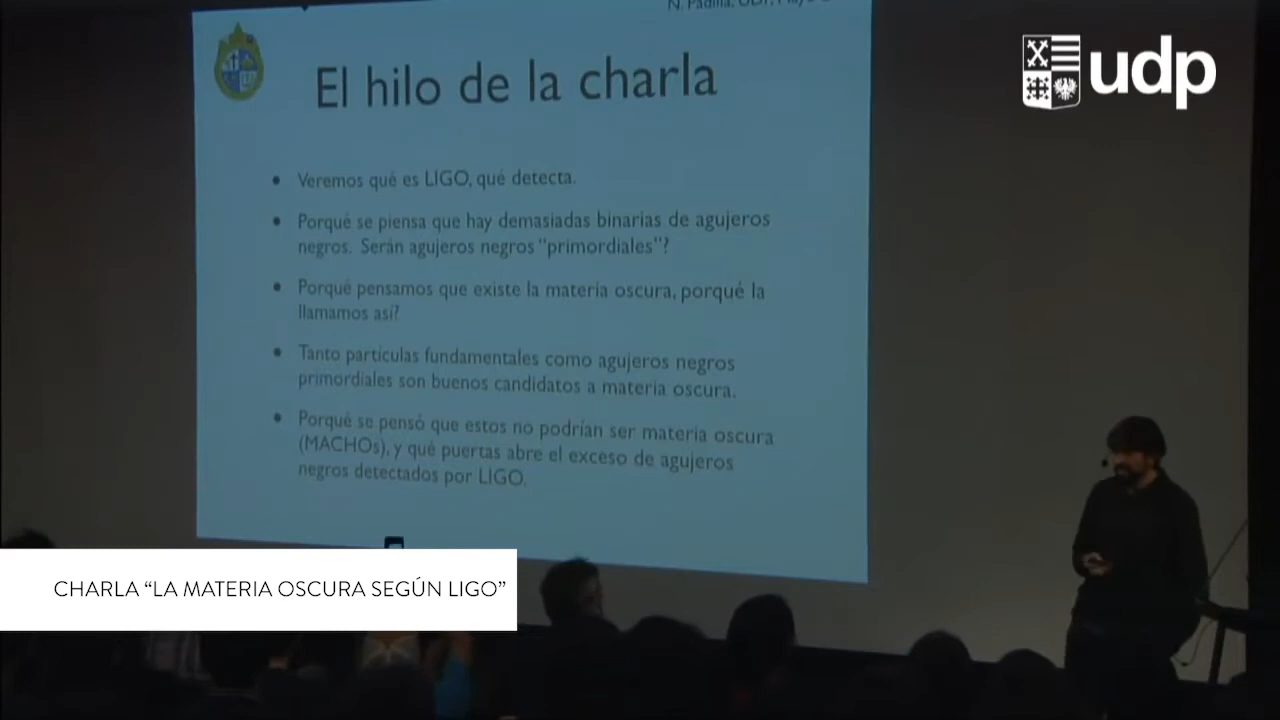 N. Padilla, UDP, Mayo
udp
El hilo de la charla
• Veremos qué es LIGO, qué detecta.
• Porqué se piensa que hay demasiadas binarias de agujeros
negros. Serán agujeros negros "primordiales"?
• Porqué pensamos que existe la materia oscura, porqué la
llamamos así?
• Tanto partículas fundamentales como agujeros negros
primordiales son buenos candidatos a materia oscura.
• Porqué se pensó que estos no podrían ser materia oscura
(MACHOs), y qué puertas abre el exceso de agujeros
negros detectados por LIGO.
CHARLA “LA MATERIA OSCURA SEGÚN LIGO”